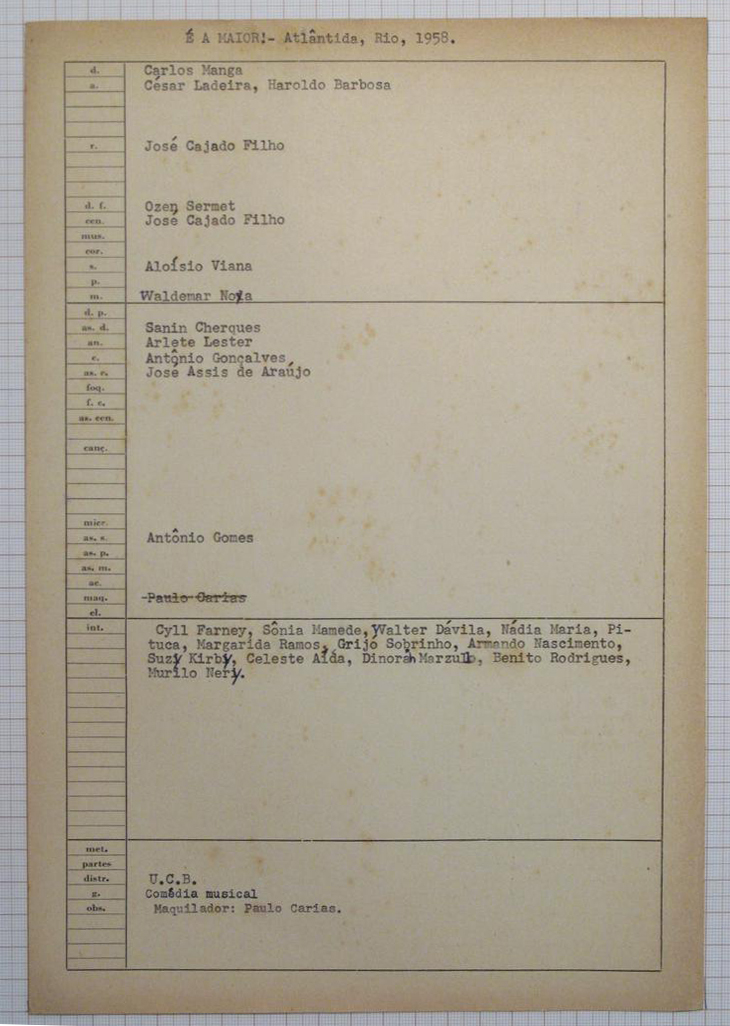 É A MAIOR!- Atlântida, Rio, 1958.
d. Carlos Manga
a. César Ladeira, Haroldo Barbosa
r. José Cajado Filho
d. f. Ozen Sermet
cen. José Cajado Filho
mus.
cor.
s. Aloísio Viana
p.
m. Waldemar Noya
d. p.
as. d. Sanin Cherques
an. Arlete Lester
c. Antônio Gonçalves
as. c. José Assis de Araújo
foq.
f. c.
as. cen.
canç.
micr.
as. s. Antônio Gomes
as. p.
as. m.
ac.
maq. -Paulo Carias
el.
int. Cyll Farney, Sônia Mamede, Walter Dávila, Nádia Maria, Pi-
tuca, Margarida Ramos, Grijó Sobrinho, Armando Nascimento,
Suzy Kirby, Celeste Aída, Dinorah Marzulo, Benito Rodrigues,
Murilo Nery.
met.
partes
distr. U.C.B.
g. Comédia musical
obs. Maquilador: Paulo Carias.